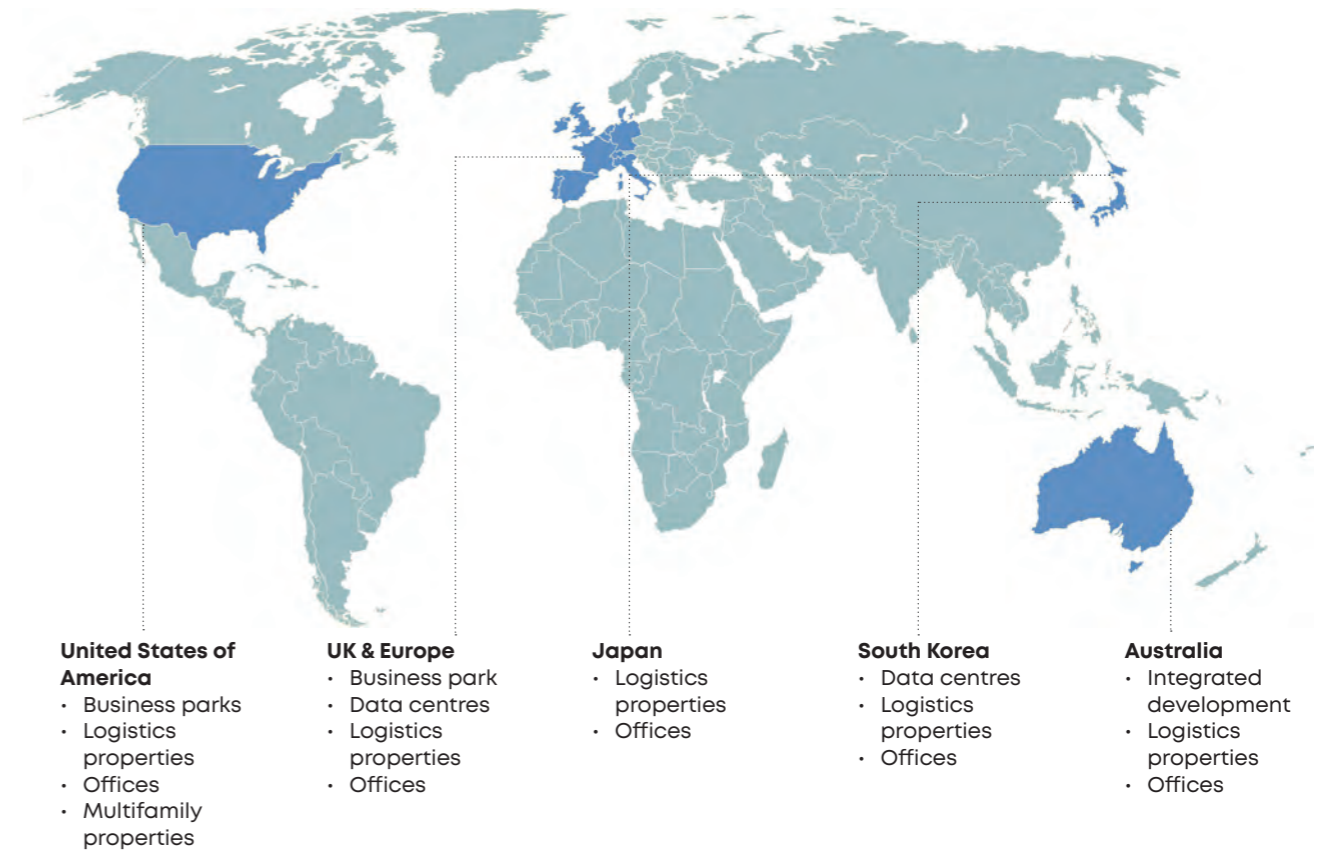 United States of
America
· Business parks
· Logistics
properties
· Offices
· Multifamily
properties
UK & Europe
· Business park
· Data centres
· Logistics
properties
· Offices
Japan
· Logistics
properties
· Offices
South Korea
· Data centres
· Logistics
properties
· Offices
Australia
· Integrated
development
· Logistics
properties
· Offices